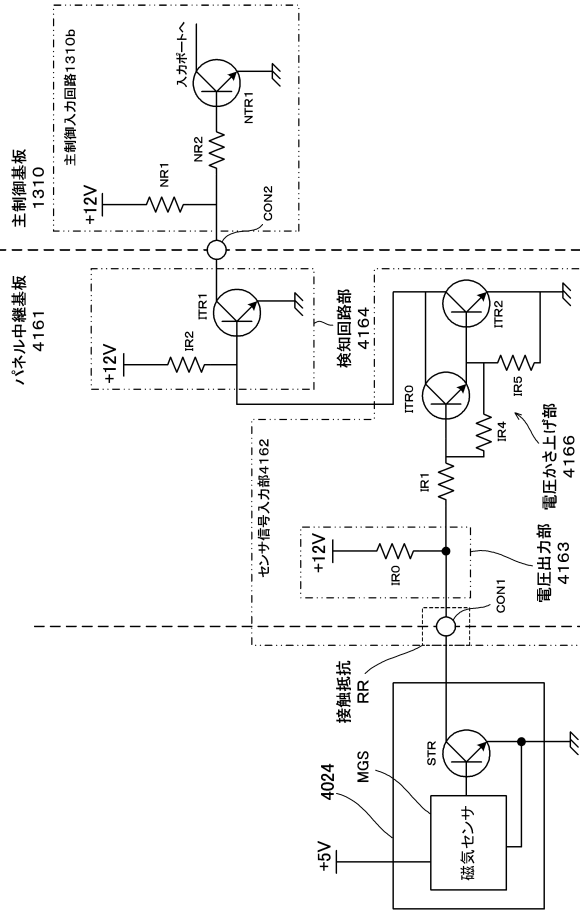 主制御基板
1310
主制御入力回路1310b
入力ポートへ
+12V
NR1
NR2
NTR1
CON2
パネル中継基板
4161
+12V
IR2
ITR1
検知回路部
4164
センサ信号入力部4162
+12V
IR0
IR1
ITR0
ITR2
IR4
IR5
電圧かさ上げ部
4166
電圧出力部
4163
CON1
接触抵抗
RR
4024
MGS
STR
+5V
磁気センサ